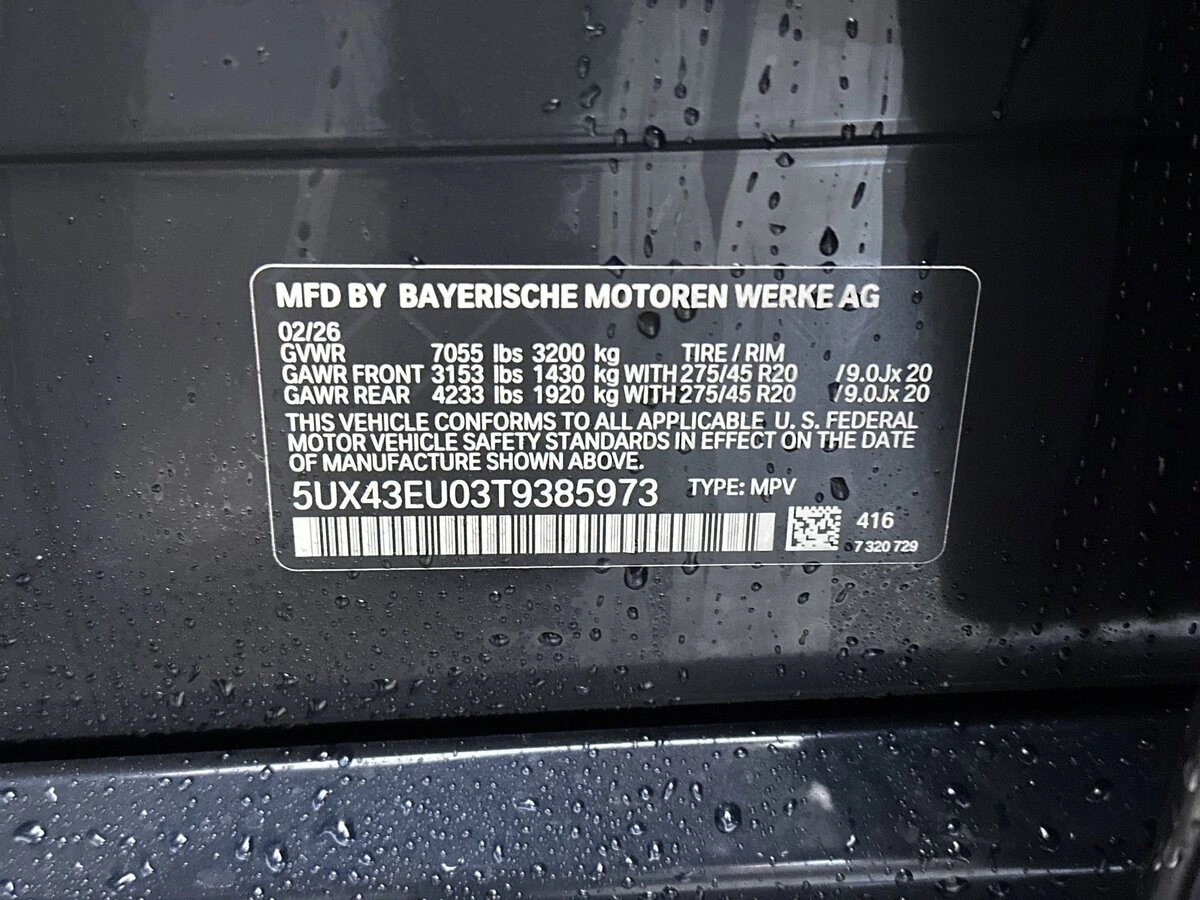 MFD BY BAYERISCHE MOTOREN WERKE AG
02/26
GVWR 7055 lbs 3200 kg TIRE / RIM
GAWR FRONT 3153 lbs 1430 kg WITH 275/45 R20 / 9.0Jx 20
GAWR REAR 4233 lbs 1920 kg WITH 275/45 R20 / 9.0Jx 20
THIS VEHICLE CONFORMS TO ALL APPLICABLE U. S. FEDERAL
MOTOR VEHICLE SAFETY STANDARDS IN EFFECT ON THE DATE
OF MANUFACTURE SHOWN ABOVE.
5UX43EU03T9385973 TYPE: MPV
416
7 320 729